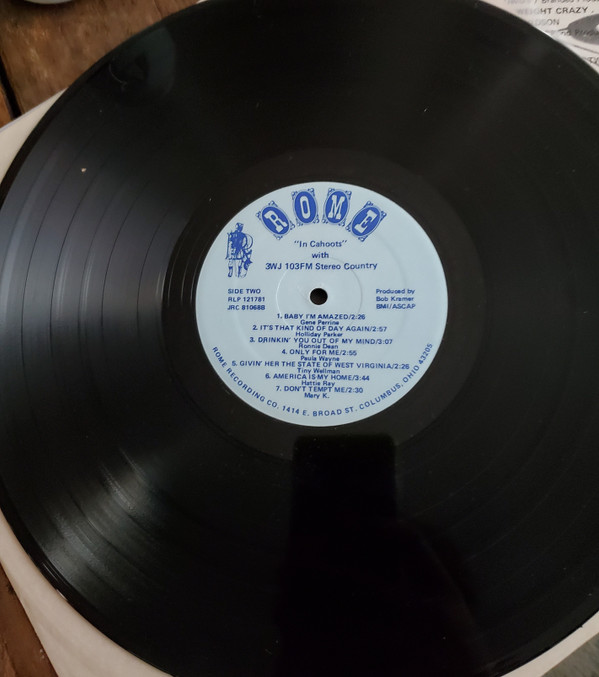 WEIGHT CRAZY .
ROME
"In Cahoots"
with
3WJ 103FM Stereo Country
SIDE TWO
RLP 121781
JRC 81068B
Produced by
Bob Kramer
BMI/ASCAP
1. BABY I'M AMAZED/2:26
Gene Perrine
2. IT'S THAT KIND OF DAY AGAIN/2:57
Holliday Parker
3. DRINKIN' YOU OUT OF MY MIND/3:07
Ronnie Dean
4. ONLY FOR ME/2:55
Paula Wayne
5. GIVIN' HER THE STATE OF WEST VIRGINIA/2:26
Tiny Wellman
6. AMERICA IS MY HOME/3:44
Hattie Ray
7. DON'T TEMPT ME/2:30
Mary K.
ROME RECORDING CO. 1414 E. BROAD ST. COLUMBUS, OHIO 43205